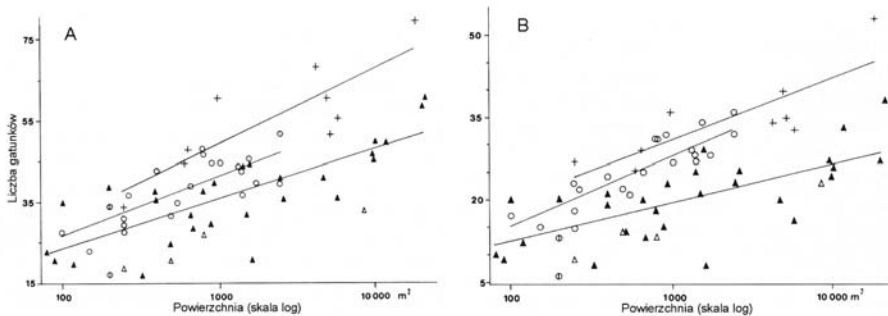 A
75
55
35
15
Liczba gatunków
100
1000
10 000 m²
Powierzchnia (skala log)
B
50
35
20
5
100
1000
10 000 m²
Powierzchnia (skala log)